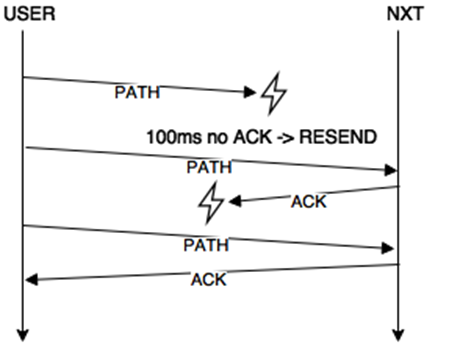 USER NXT
PATH
100ms no ACK -> RESEND
PATH
ACK
PATH
ACK